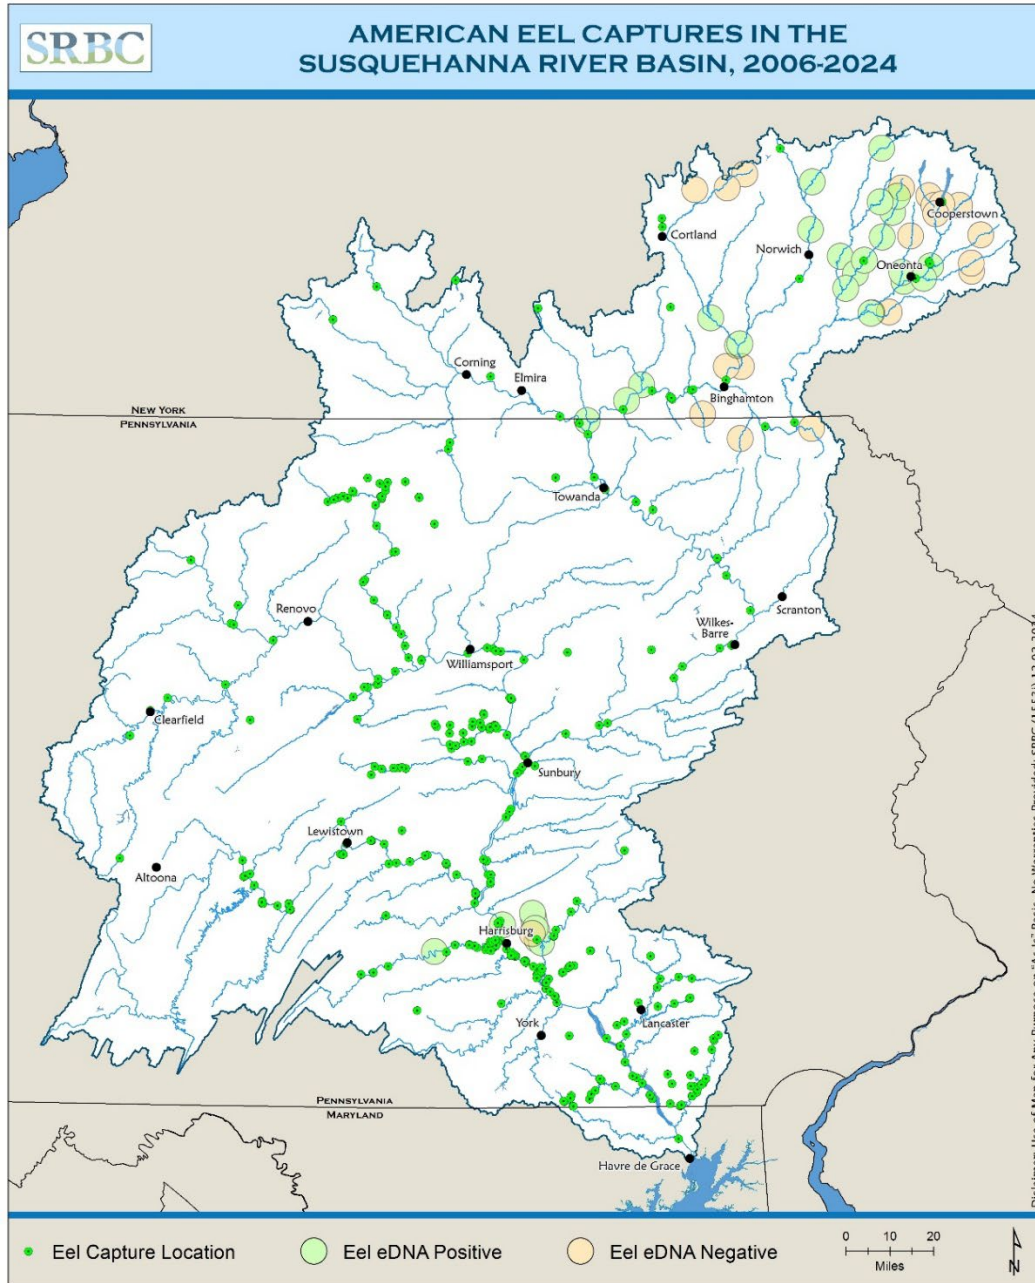 SRBC
AMERICAN EEL CAPTURES IN THE
SUSQUEHANNA RIVER BASIN, 2006-2024
Cooperstown
Cortland
Norwich
Oneonta
Corning
Elmira
Binghamton
NEW YORK
PENNSYLVANIA
Towanda
Scranton
Renovo
Wilkes-
Barre
Williamsport
Clearfield
Sunbury
Lewistown
Altoona
Harrisburg
Lancaster
York
PENNSYLVANIA
MARYLAND
Havre de Grace
Eel Capture Location
Eel eDNA Positive
Eel eDNA Negative
0 10 20
Miles
N